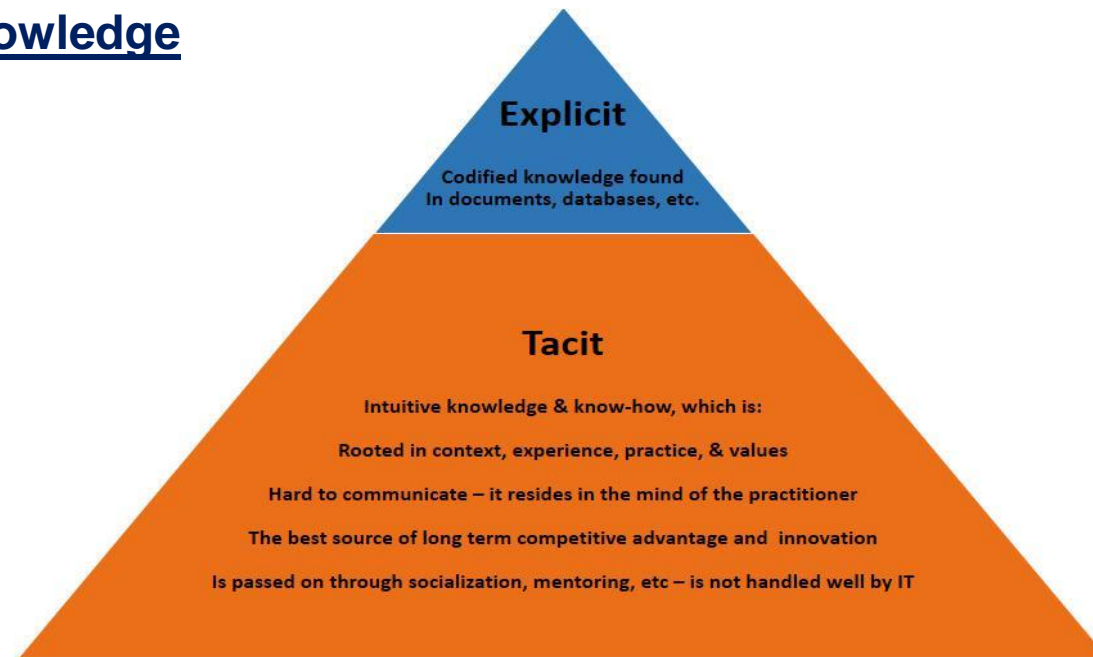 owledge
Explicit
Codified knowledge found
In documents, databases, etc.
Tacit
Intuitive knowledge & know-how, which is:
Rooted in context, experience, practice, & values
Hard to communicate – it resides in the mind of the practitioner
The best source of long term competitive advantage and innovation
Is passed on through socialization, mentoring, etc – is not handled well by IT